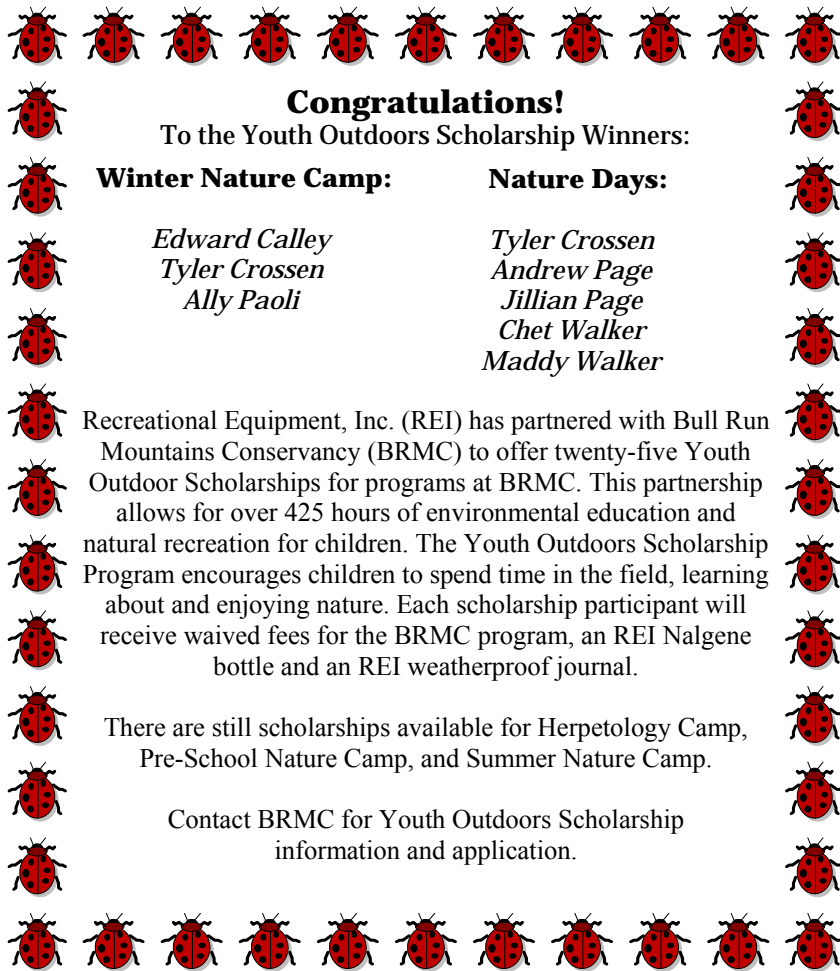 Congratulations!
To the Youth Outdoors Scholarship Winners:
Winter Nature Camp:
Edward Calley
Tyler Crossen
Ally Paoli
Nature Days:
Tyler Crossen
Andrew Page
Jillian Page
Chet Walker
Maddy Walker
Recreational Equipment, Inc. (REI) has partnered with Bull Run
Mountains Conservancy (BRMC) to offer twenty-five Youth
Outdoor Scholarships for programs at BRMC. This partnership
allows for over 425 hours of environmental education and
natural recreation for children. The Youth Outdoors Scholarship
Program encourages children to spend time in the field, learning
about and enjoying nature. Each scholarship participant will
receive waived fees for the BRMC program, an REI Nalgene
bottle and an REI weatherproof journal.
There are still scholarships available for Herpetology Camp,
Pre-School Nature Camp, and Summer Nature Camp.
Contact BRMC for Youth Outdoors Scholarship
information and application.